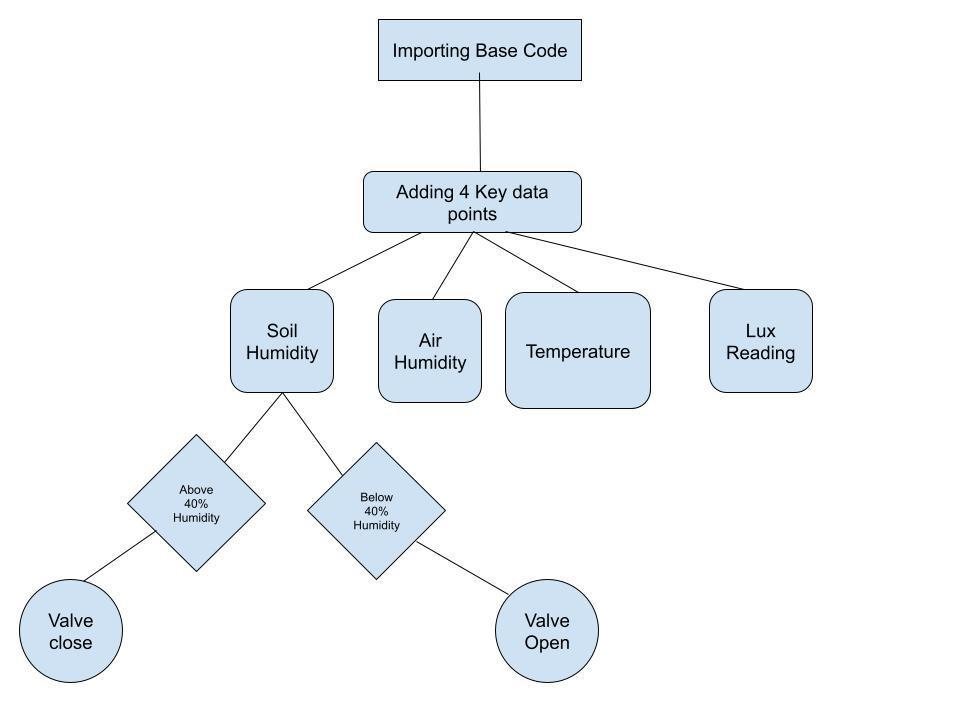 Importing Base Code
Adding 4 Key data
points
Soil
Humidity
Air
Humidity
Temperature
Lux
Reading
Above
40%
Humidity
Below
40%
Humidity
Valve
close
Valve
Open